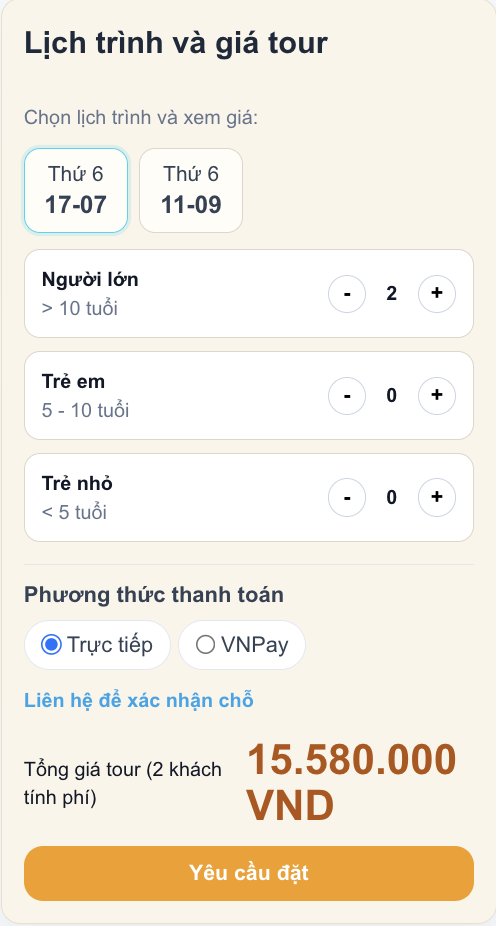 Lịch trình và giá tour
Chọn lịch trình và xem giá:
Thứ 6
17-07
Thứ 6
11-09
Người lớn
> 10 tuổi
- 2 +
Trẻ em
5 - 10 tuổi
- 0 +
Trẻ nhỏ
< 5 tuổi
- 0 +
Phương thức thanh toán
Trực tiếp
VNPay
Liên hệ để xác nhận chỗ
Tổng giá tour (2 khách
tính phí)
15.580.000
VND
Yêu cầu đặt